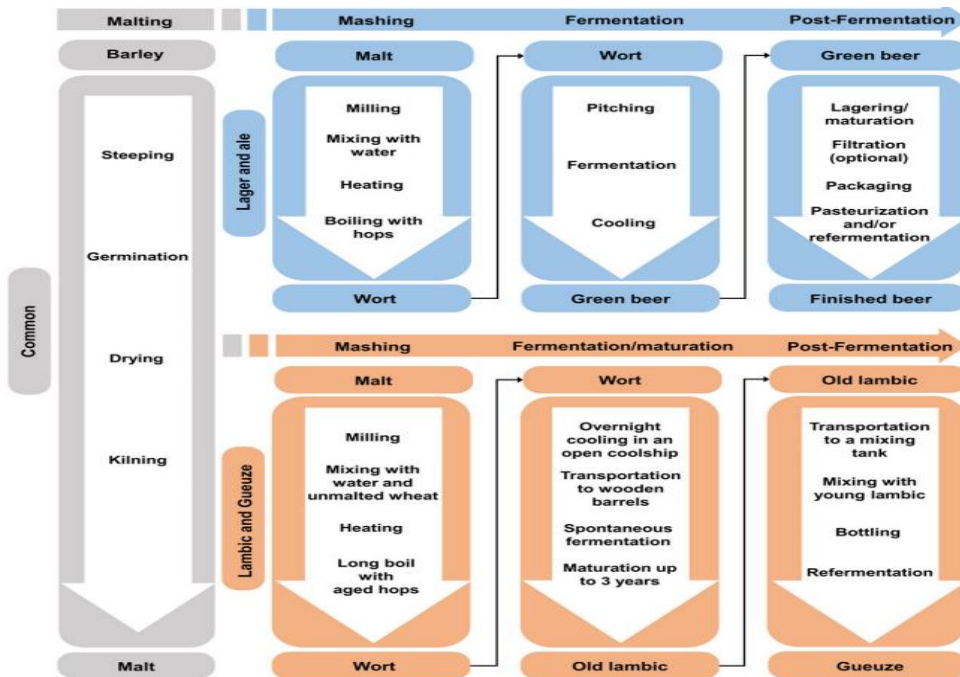 Malting
Barley
Steeping
Germination
Drying
Kilning
Malt
Common
Mashing
Fermentation
Post-Fermentation
Lager and ale
Malt
Milling
Mixing with
water
Heating
Boiling with
hops
Wort
Wort
Pitching
Fermentation
Cooling
Green beer
Green beer
Lagering/
maturation
Filtration
(optional)
Packaging
Pasteurization
and/or
refermentation
Finished beer
Mashing
Fermentation/maturation
Post-Fermentation
Lambic and Gueuze
Malt
Milling
Mixing with
water and
unmalted wheat
Heating
Long boil
with
aged hops
Wort
Wort
Overnight
cooling in an
open coolship
Transportation
to wooden
barrels
Spontaneous
fermentation
Maturation up
to 3 years
Old lambic
Old lambic
Transportation
to a mixing
tank
Mixing with
young lambic
Bottling
Refermentation
Gueuze